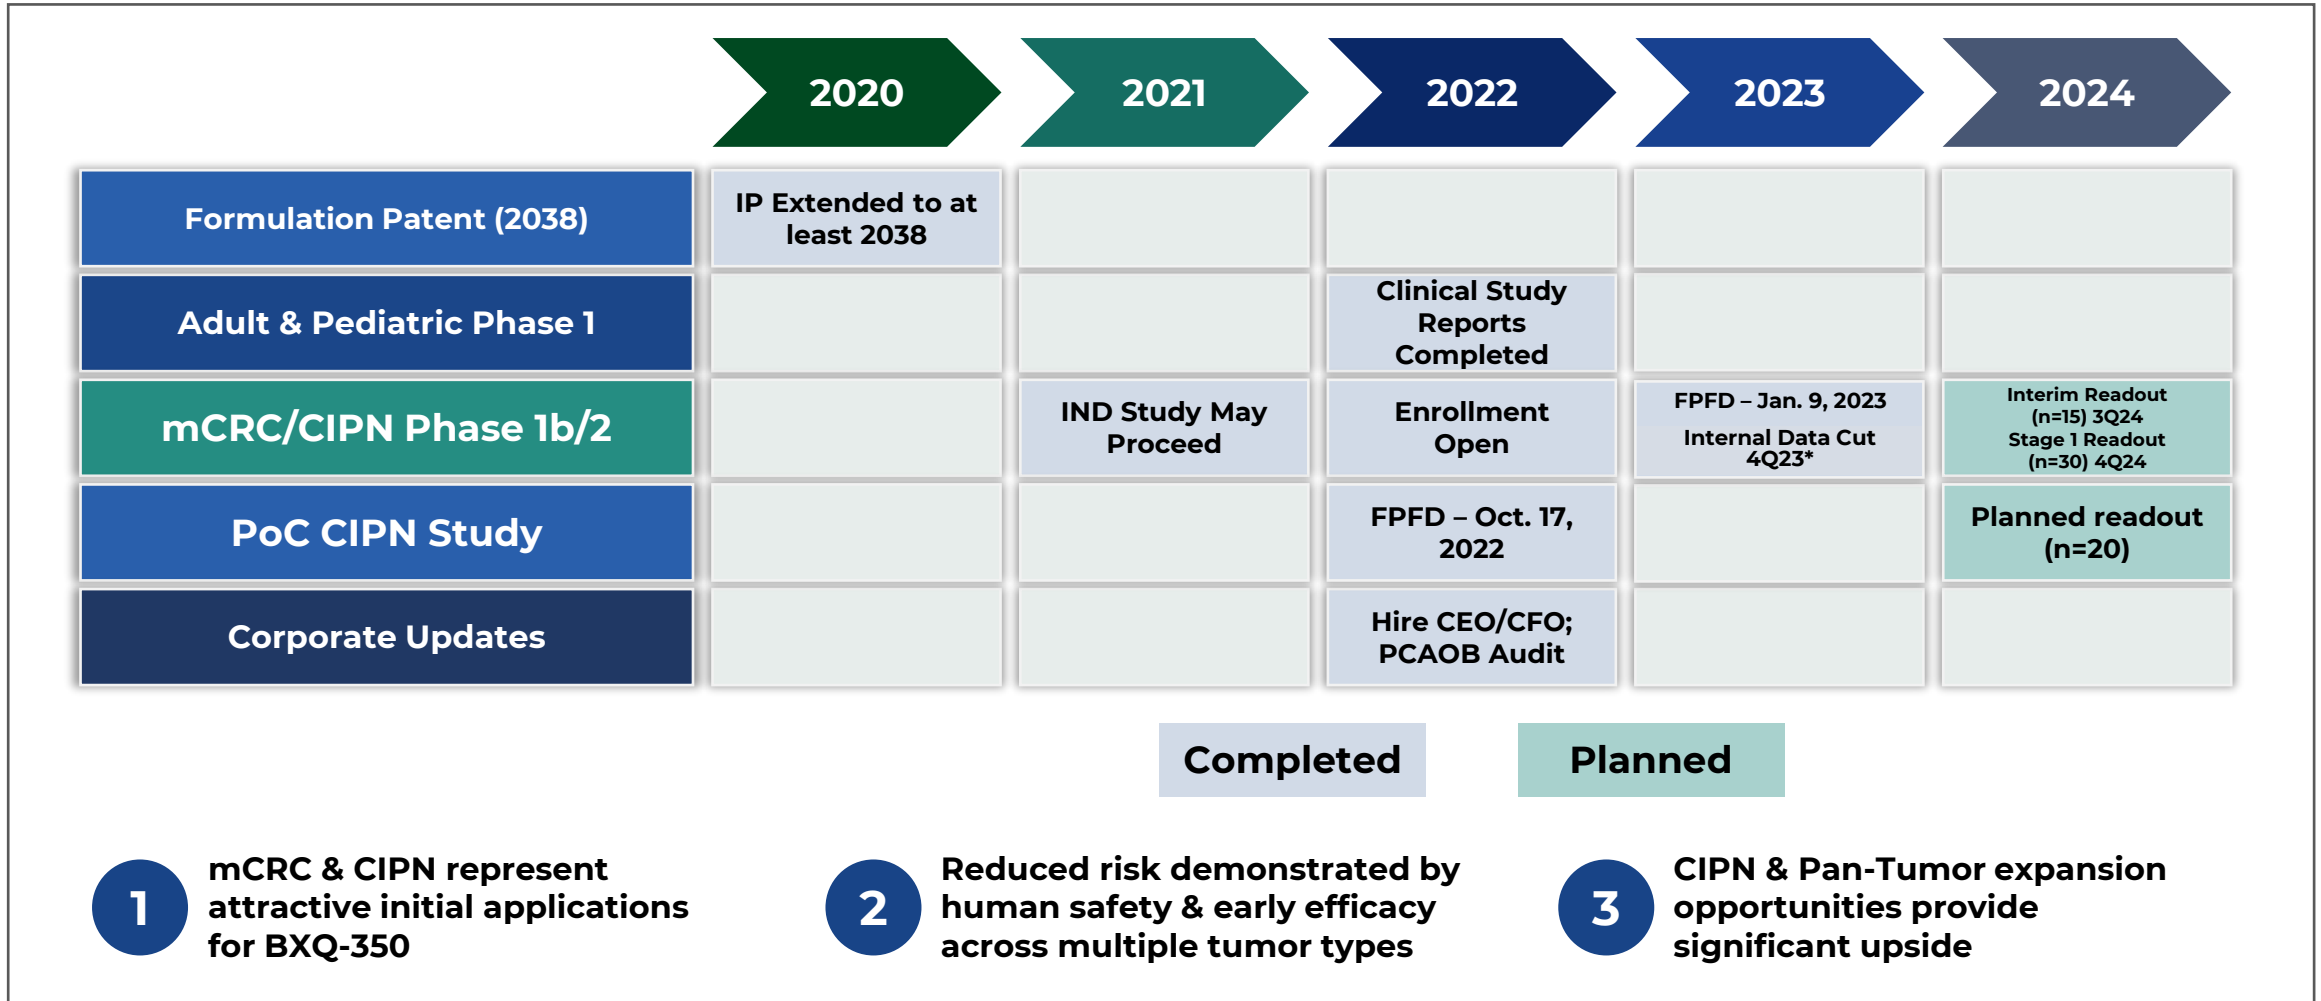 2020
2021
2022
2023
2024
Formulation Patent (2038)
IP Extended to at
least 2038
Adult & Pediatric Phase 1
Clinical Study
Reports
Completed
mCRC/CIPN Phase 1b/2
IND Study May
Proceed
Enrollment
Open
FPFD – Jan. 9, 2023
Internal Data Cut
4Q23*
Interim Readout
(n=15) 3Q24
Stage 1 Readout
(n=30) 4Q24
PoC CIPN Study
FPFD – Oct. 17,
2022
Planned readout
(n=20)
Corporate Updates
Hire CEO/CFO;
PCAOB Audit
Completed
Planned
1
mCRC & CIPN represent
attractive initial applications
for BXQ-350
2
Reduced risk demonstrated by
human safety & early efficacy
across multiple tumor types
3
CIPN & Pan-Tumor expansion
opportunities provide
significant upside